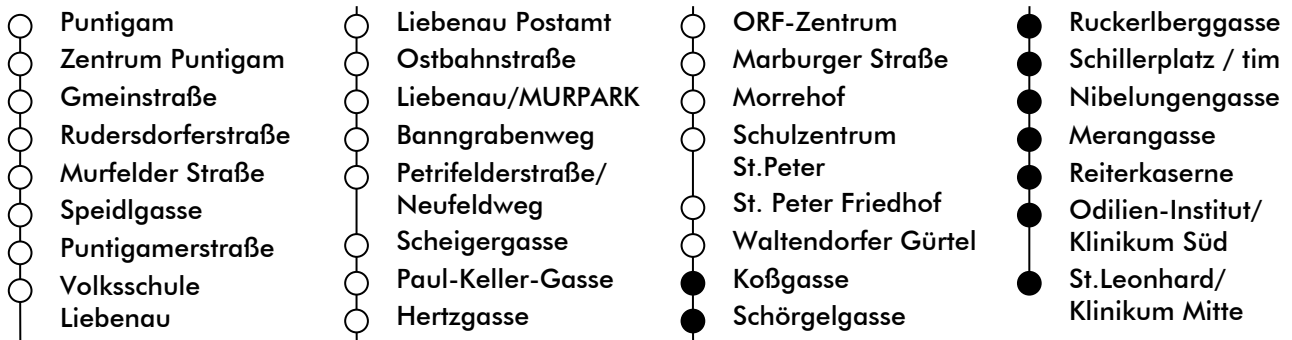 Puntigam
Zentrum Puntigam
Gmeinstraße
Rudersdorferstraße
Murfelder Straße
Speidlgasse
Puntigamerstraße
Volksschule
Liebenau
Liebenau Postamt
Ostbahnstraße
Liebenau/MURPARK
Banngrabenweg
Petrifelderstraße/
Neufeldweg
Scheigergasse
Paul-Keller-Gasse
Hertzgasse
ORF-Zentrum
Marburger Straße
Morrehof
Schulzentrum
St.Peter
St. Peter Friedhof
Waltendorfer Gürtel
Koßgasse
Schörgelgasse
Ruckerlberggasse
Schillerplatz / tim
Nibelungengasse
Merangasse
Reiterkaserne
Odilien-Institut/
Klinikum Süd
St.Leonhard/
Klinikum Mitte